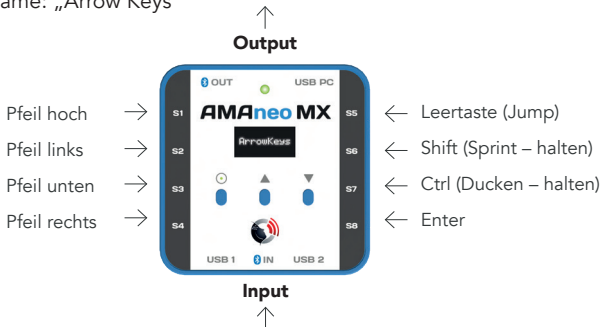 ame: „Arrow Keys"
Output
OUT USB PC
S1 AMAneo MX S5
Pfeil hoch Leertaste (Jump)
ArrowKeys
S2 S6
Pfeil links Shift (Sprint – halten)
S3 S7
Pfeil unten Ctrl (Ducken – halten)
S4 S8
Pfeil rechts Enter
USB 1 IN USB 2
Input